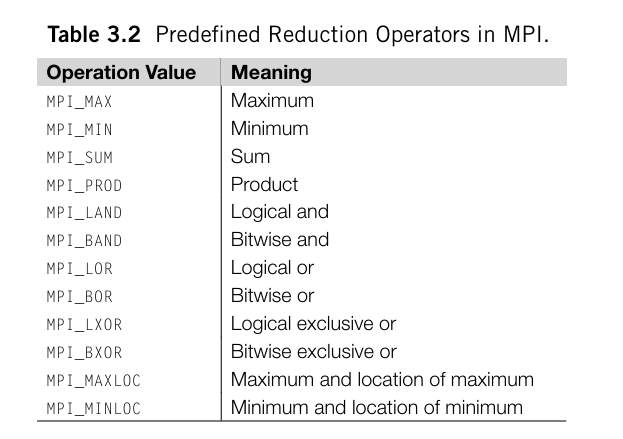 Table 3.2 Predefined Reduction Operators in MPI.
Operation Value Meaning
MPI_MAX Maximum
MPI_MIN Minimum
MPI_SUM Sum
MPI_PROD Product
MPI_LAND Logical and
MPI_BAND Bitwise and
MPI_LOR Logical or
MPI_BOR Bitwise or
MPI_LXOR Logical exclusive or
MPI_BXOR Bitwise exclusive or
MPI_MAXLOC Maximum and location of maximum
MPI_MINLOC Minimum and location of minimum